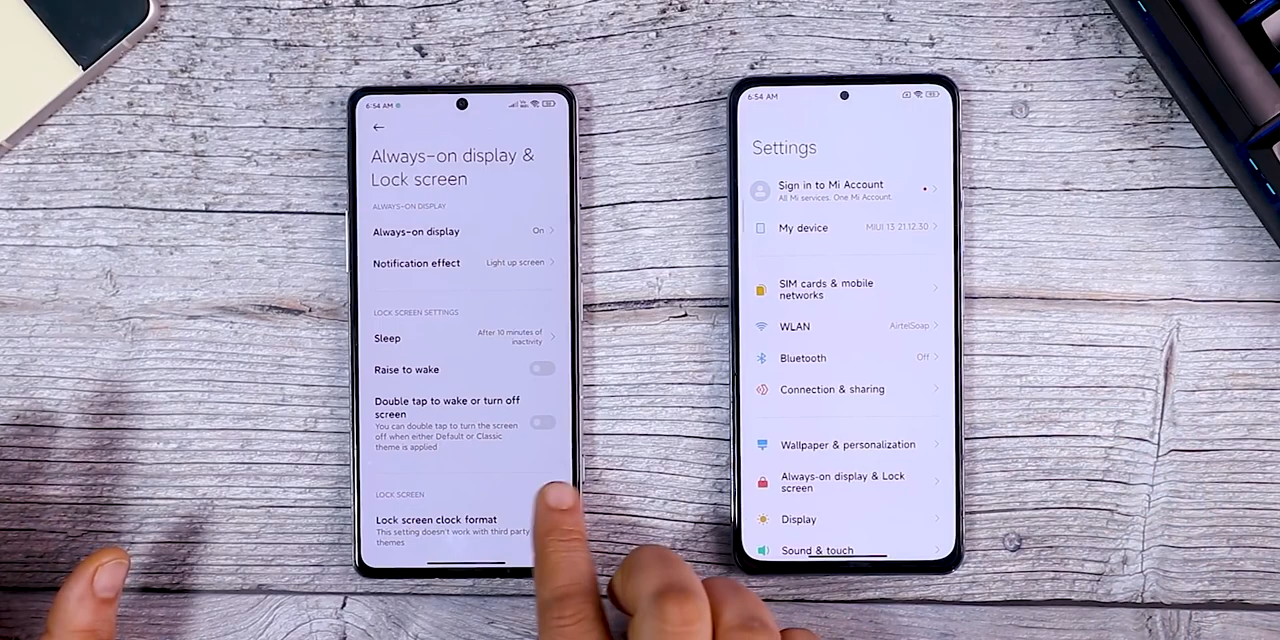 6:54 AM
Always-on display &
Lock screen
ALWAYS-ON DISPLAY
Always-on display
On
Notification effect
Light up screen
LOCK SCREEN SETTINGS
Sleep
After 10 minutes of
inactivity
Raise to wake
Double tap to wake or turn off
screen
You can double tap to turn the screen
off when either Default or Classic
theme is applied
LOCK SCREEN
Lock screen clock format
This setting doesn't work with third party
themes
6:54 AM
Settings
Sign in to Mi Account
All Mi services. One Mi Account.
My device
MIUI 13 21.12.30
SIM cards & mobile
networks
WLAN
AirtelSoap
Bluetooth
Off
Connection & sharing
Wallpaper & personalization
Always-on display & Lock
screen
Display
Sound & touch